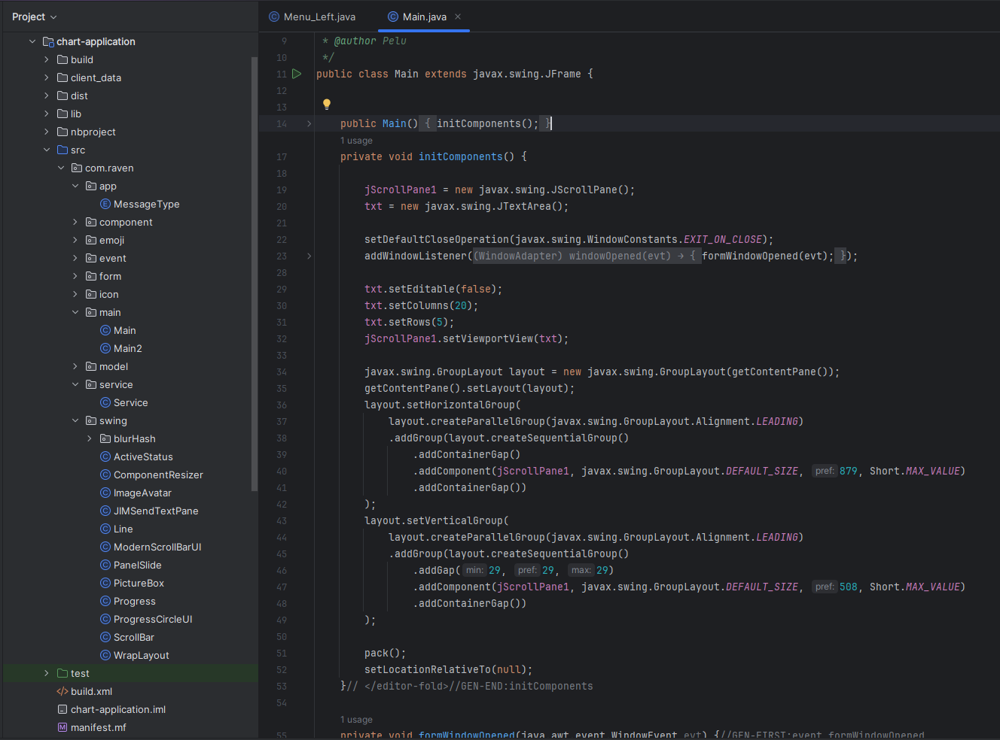 Project
chart-application
build
client_data
dist
lib
nbproject
src
com.raven
app
MessageType
component
emoji
event
form
icon
main
Main
Main2
model
service
Service
swing
blurHash
ActiveStatus
ComponentResizer
ImageAvatar
JIMSendTextPane
Line
ModernScrollBarUI
PanelSlide
PictureBox
Progress
ProgressCircleUI
ScrollBar
WrapLayout
test
build.xml
chart-application.iml
manifest.mf
Menu_Left.java
Main.java
9 * @author Pelu
10 */
11 public class Main extends javax.swing.JFrame {
12
13
14 public Main() { initComponents(); }
1 usage
17 private void initComponents() {
18
19 jScrollPane1 = new javax.swing.JScrollPane();
20 txt = new javax.swing.JTextArea();
21
22 setDefaultCloseOperation(javax.swing.WindowConstants.EXIT_ON_CLOSE);
23 addWindowListener((WindowAdapter) windowOpened(evt) → { formWindowOpened(evt); });
28
29 txt.setEditable(false);
30 txt.setColumns(20);
31 txt.setRows(5);
32 jScrollPane1.setViewportView(txt);
33
34 javax.swing.GroupLayout layout = new javax.swing.GroupLayout(getContentPane());
35 getContentPane().setLayout(layout);
36 layout.setHorizontalGroup(
37 layout.createParallelGroup(javax.swing.GroupLayout.Alignment.LEADING)
38 .addGroup(layout.createSequentialGroup()
39 .addContainerGap()
40 .addComponent(jScrollPane1, javax.swing.GroupLayout.DEFAULT_SIZE, pref: 879, Short.MAX_VALUE)
41 .addContainerGap())
42 );
43 layout.setVerticalGroup(
44 layout.createParallelGroup(javax.swing.GroupLayout.Alignment.LEADING)
45 .addGroup(layout.createSequentialGroup()
46 .addGap( min: 29, pref: 29, max: 29)
47 .addComponent(jScrollPane1, javax.swing.GroupLayout.DEFAULT_SIZE, pref: 508, Short.MAX_VALUE)
48 .addContainerGap())
49 );
50
51 pack();
52 setLocationRelativeTo(null);
53 }// </editor-fold>//GEN-END:initComponents
54
1 usage
55 private void formWindowOpened(java.awt.event.WindowEvent evt) {//GEN-FIRST:event_formWindowOpened